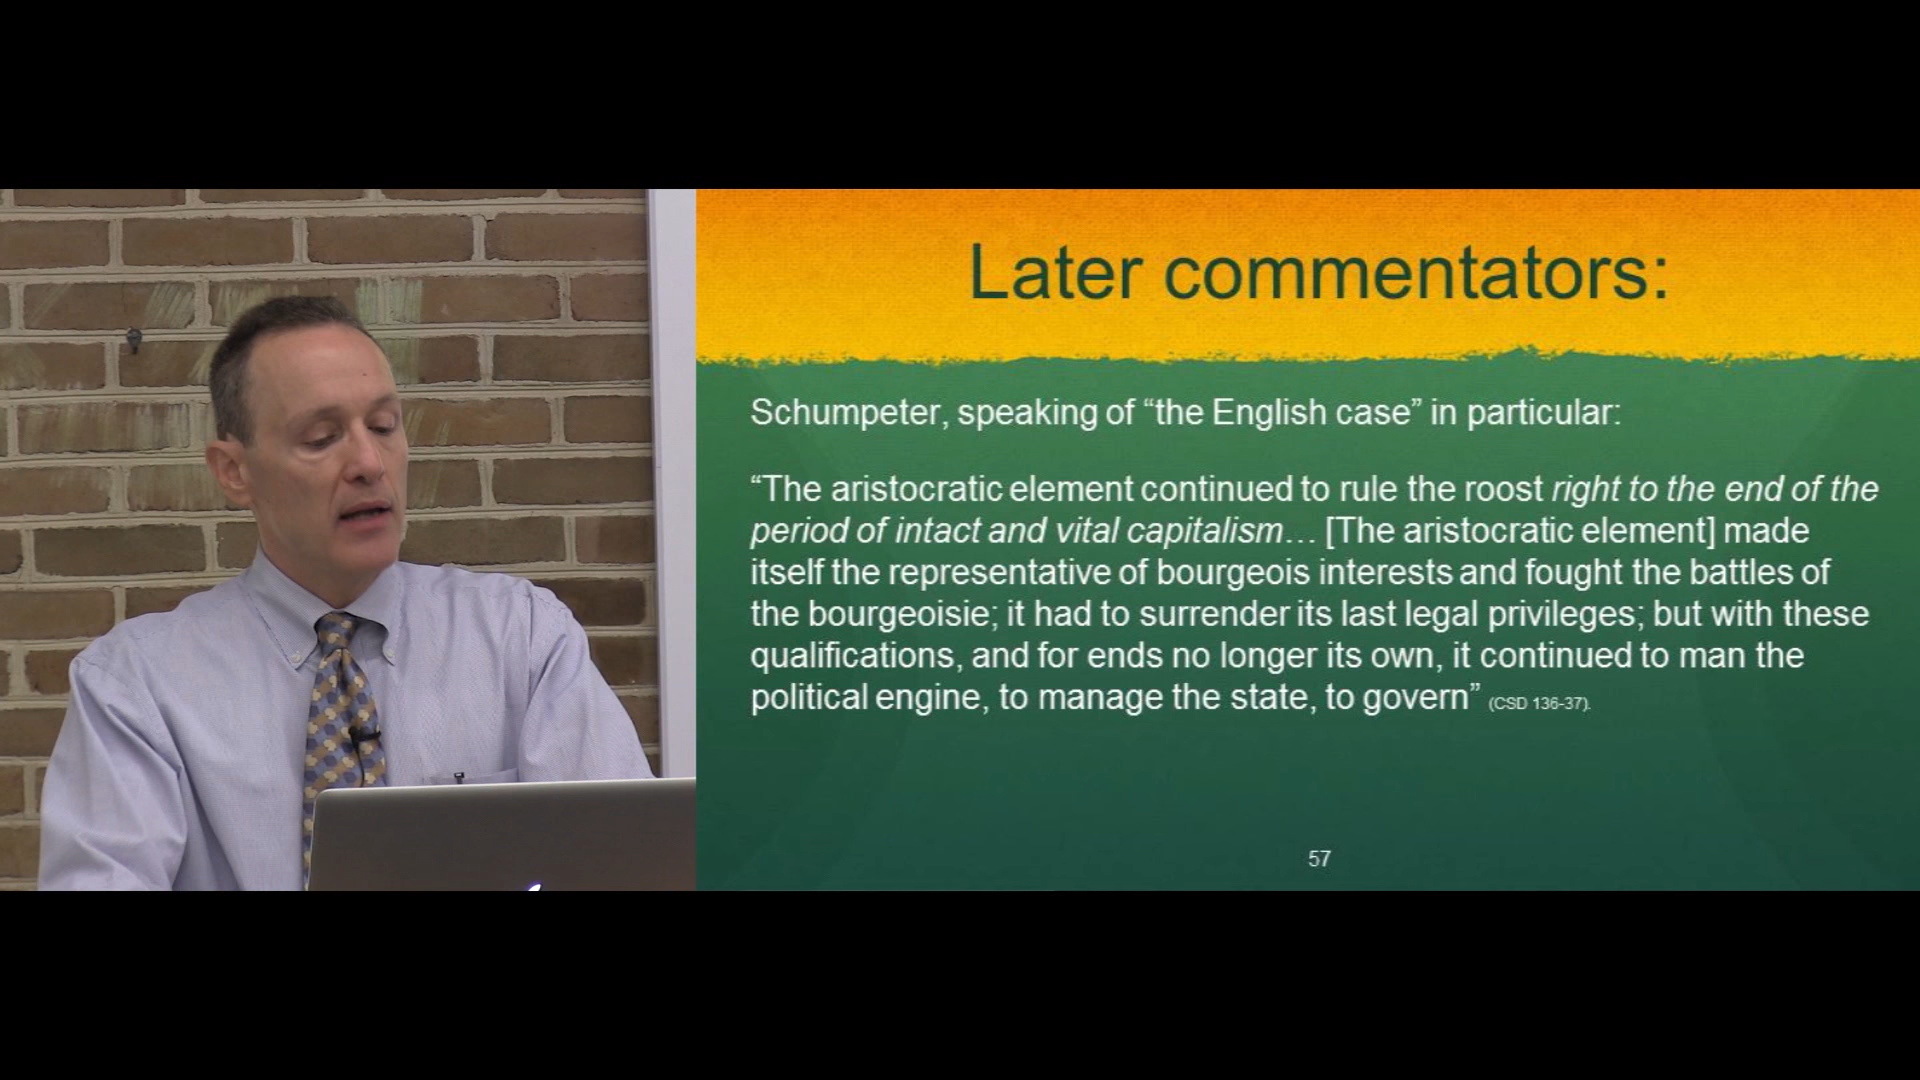 Later commentators:
Schumpeter, speaking of “the English case” in particular:
“The aristocratic element continued to rule the roost right to the end of the
period of intact and vital capitalism… [The aristocratic element] made
itself the representative of bourgeois interests and fought the battles of
the bourgeoisie; it had to surrender its last legal privileges; but with these
qualifications, and for ends no longer its own, it continued to man the
political engine, to manage the state, to govern” (CSD 136-37).
57